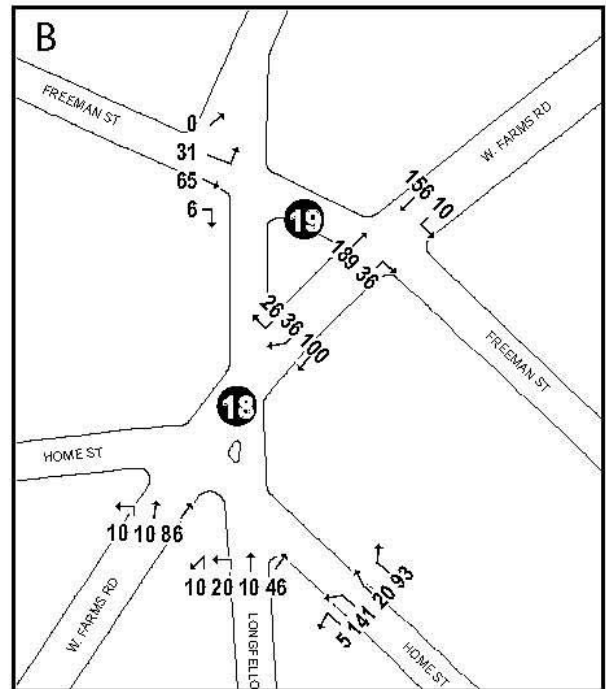 B
FREEMAN ST
W. FARMS RD
0
31
65
6
156 10
19
189 36
26 36 100
FREEMAN ST
18
HOME ST
10 10 86
10 20 10 46
5 141 20 93
W. FARMS RD
LONGFELLO
HOME ST